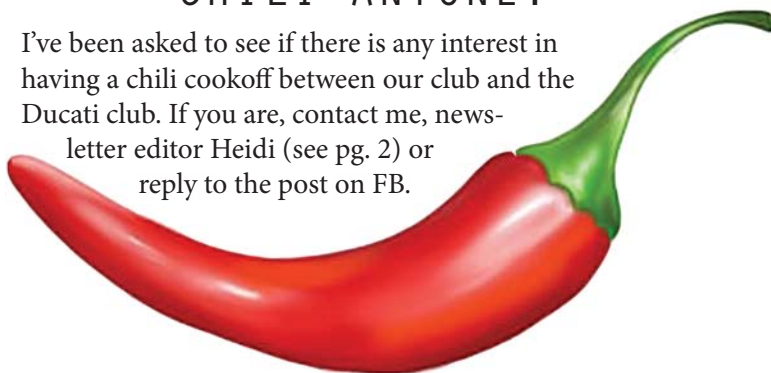 CHILI ANYONE?
I've been asked to see if there is any interest in
having a chili cookoff between our club and the
Ducati club. If you are, contact me, news-
letter editor Heidi (see pg. 2) or
reply to the post on FB.